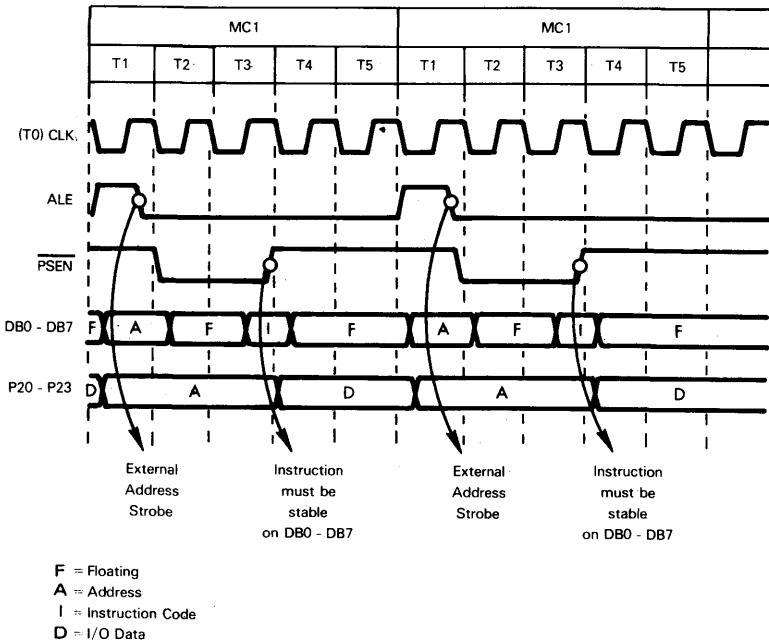 MC1 MC1
T1 T2 T3 T4 T5 T1 T2 T3 T4 T5
(T0) CLK
ALE
PSEN
DB0 - DB7 F A F I F A F I F
P20 - P23 D A D A D
External Address Strobe
Instruction must be stable on DB0 - DB7
External Address Strobe
Instruction must be stable on DB0 - DB7
F = Floating
A = Address
I = Instruction Code
D = I/O Data